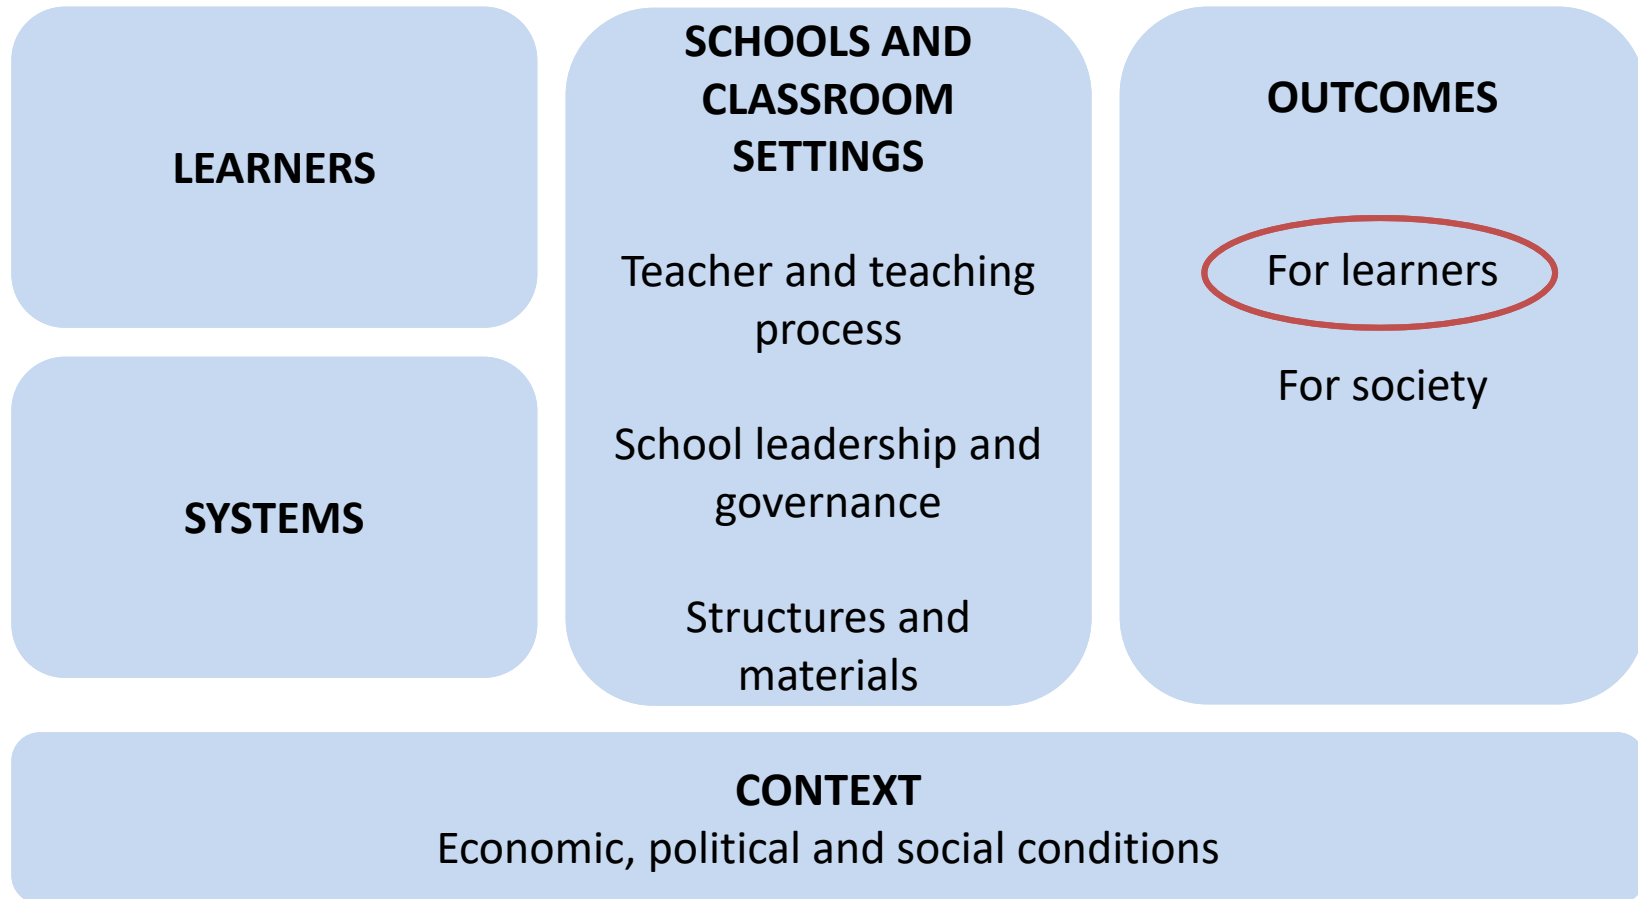 LEARNERS
SYSTEMS
SCHOOLS AND
CLASSROOM
SETTINGS
Teacher and teaching
process
School leadership and
governance
Structures and
materials
OUTCOMES
For learners
For society
CONTEXT
Economic, political and social conditions